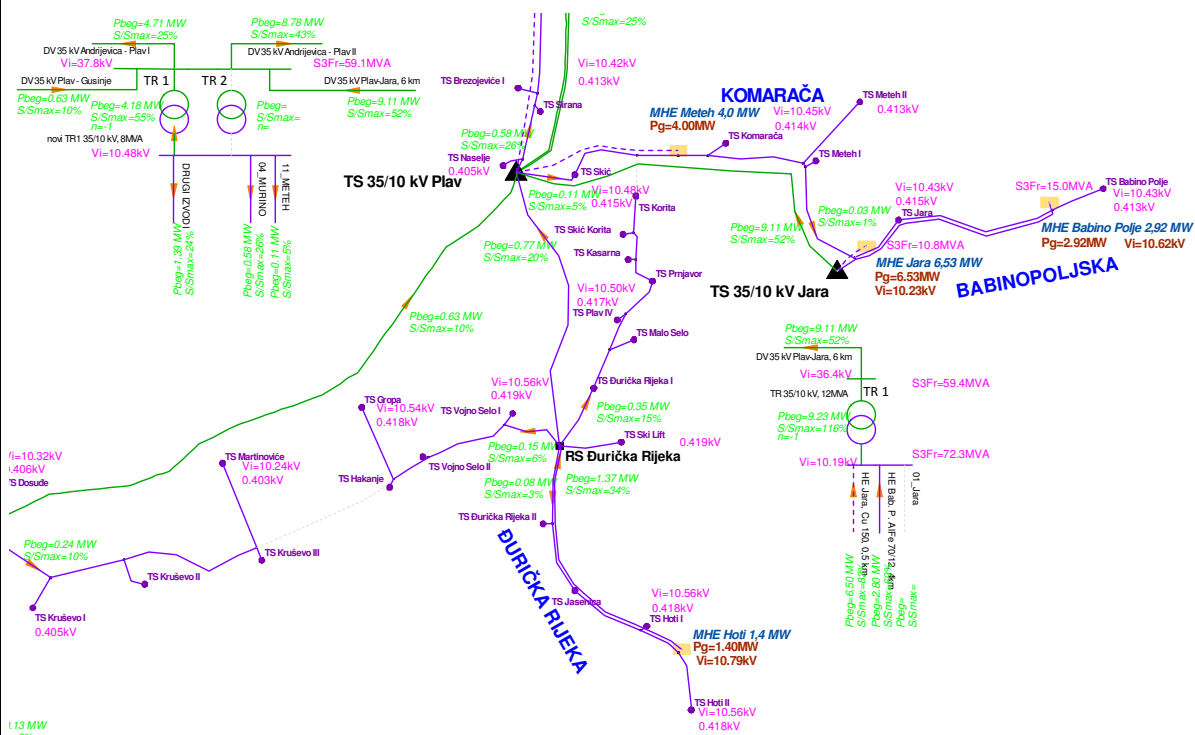 Pbeg=4.71 MW
S/Smax=25%
Pbeg=8.78 MW
S/Smax=43%
DV 35 kV Andrijevica - Plav I
DV 35 kV Andrijevica - Plav II
Vi=37.8kV
S3Fr=59.1MVA
DV 35 kV Plav - Gusinje
TR 1
TR 2
DV 35 kV Plav-Jara, 6 km
Pbeg=0.63 MW
S/Smax=10%
Pbeg=4.18 MW
S/Smax=55%
n=-1
Pbeg=
S/Smax=
n=
Pbeg=9.11 MW
S/Smax=52%
novi TR1 35/10 kV, 8MVA
Vi=10.48kV
DRUGI IZVODI
04_MURINO
11_METEH
Pbeg=1.39 MW
S/Smax=24%
Pbeg=0.58 MW
S/Smax=26%
Pbeg=0.11 MW
S/Smax=5%
S/Smax=25%
Vi=10.42kV
0.413kV
TS Brezojeviće I
TS Sirana
Pbeg=0.58 MW
S/Smax=26%
TS Naselje
0.405kV
TS 35/10 kV Plav
KOMARAČA
MHE Meteh 4,0 MW
Pg=4.00MW
Vi=10.45kV
0.414kV
TS Komarača
TS Meteh II
0.413kV
TS Meteh I
TS Skić
Pbeg=0.11 MW
S/Smax=5%
Vi=10.48kV
0.415kV
TS Korita
TS Skić Korita
TS Kasarna
TS Prnjavor
Pbeg=0.77 MW
S/Smax=20%
Vi=10.50kV
0.417kV
TS Plav IV
TS Malo Selo
Pbeg=9.11 MW
S/Smax=52%
Pbeg=0.03 MW
S/Smax=1%
Vi=10.43kV
0.415kV
TS Jara
S3Fr=10.8MVA
S3Fr=15.0MVA
TS Babino Polje
Vi=10.43kV
0.413kV
MHE Babino Polje 2,92 MW
Pg=2.92MW
Vi=10.62kV
MHE Jara 6,53 MW
Pg=6.53MW
Vi=10.23kV
TS 35/10 kV Jara
BABINOPOLJSKA
Pbeg=0.63 MW
S/Smax=10%
Pbeg=9.11 MW
S/Smax=52%
DV 35 kV Plav-Jara, 6 km
Vi=36.4kV
S3Fr=59.4MVA
TR 35/10 kV, 12MVA
TR 1
Pbeg=9.23 MW
S/Smax=116%
n=-1
Vi=10.19kV
S3Fr=72.3MVA
HE Jara, Cu 150, 0,5 km
HE Bab. P. AlFe 70/12, 4km
01_Jara
Pbeg=6.50 MW
Pbeg=2.80 MW
Pbeg=
S/Smax=
TS Đurička Rijeka I
Pbeg=0.35 MW
S/Smax=15%
Vi=10.56kV
0.419kV
TS Gropa
Vi=10.54kV
0.418kV
TS Vojno Selo I
TS Ski Lift
0.419kV
RS Đurička Rijeka
Pbeg=0.15 MW
S/Smax=6%
TS Vojno Selo II
TS Hakanje
Pbeg=0.08 MW
S/Smax=3%
Pbeg=1.37 MW
S/Smax=34%
TS Đurička Rijeka II
ĐURIČKA RIJEKA
TS Jasenica
Vi=10.56kV
0.418kV
TS Hoti I
MHE Hoti 1,4 MW
Pg=1.40MW
Vi=10.79kV
TS Hoti II
Vi=10.56kV
0.418kV
TS Martinoviće
Vi=10.24kV
0.403kV
Vi=10.32kV
0.406kV
TS Dosuđe
Pbeg=0.24 MW
S/Smax=10%
TS Kruševo III
TS Kruševo II
TS Kruševo I
0.405kV
.13 MW